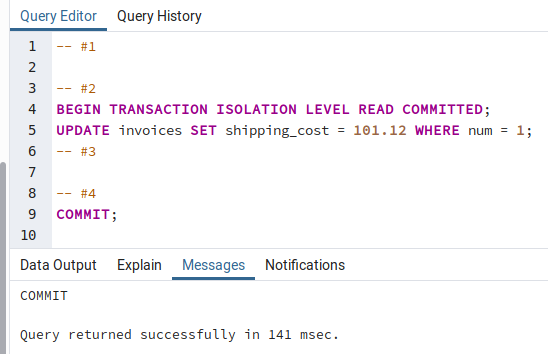 Query Editor Query History
1 -- #1
2
3 -- #2
4 BEGIN TRANSACTION ISOLATION LEVEL READ COMMITTED;
5 UPDATE invoices SET shipping_cost = 101.12 WHERE num = 1;
6 -- #3
7
8 -- #4
9 COMMIT;
10
Data Output Explain Messages Notifications
COMMIT
Query returned successfully in 141 msec.